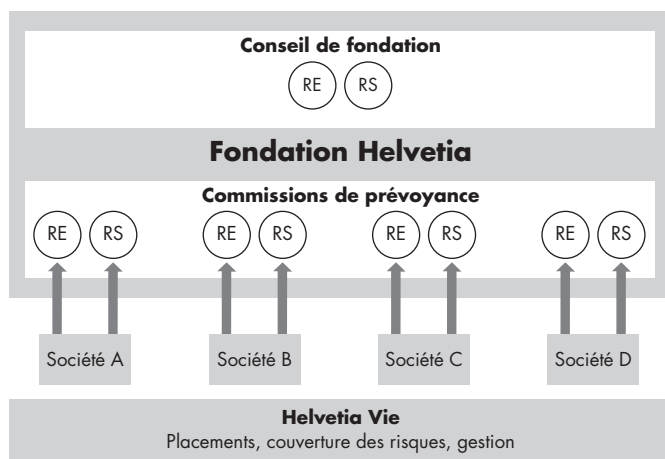 Conseil de fondation
RE RS
Fondation Helvetia
Commissions de prévoyance
RE RS RE RS RE RS RE RS
Société A Société B Société C Société D
Helvetia Vie
Placements, couverture des risques, gestion